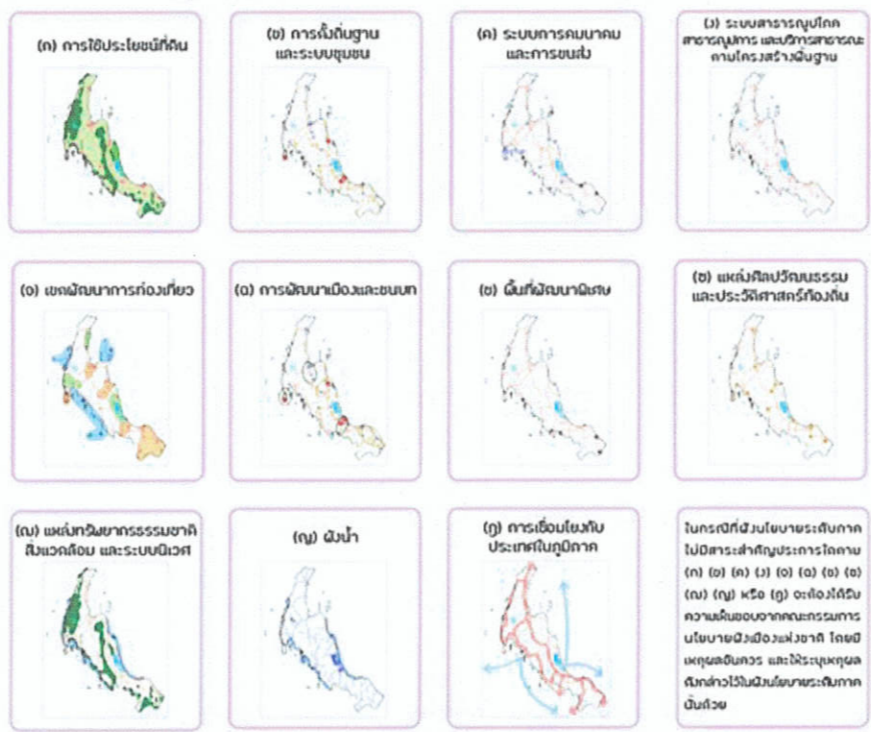 (ก) การใช้ประโยชน์ที่ดิน
(ข) การตั้งถิ่นฐาน
และระบบชุมชน
(ค) ระบบการคมนาคม
และการขนส่ง
(ง) ระบบสาธารณูปโภค
สาธารณูปการ และบริการสาธารณะ
ตามโครงสร้างพื้นฐาน
(จ) เขตพัฒนาการท่องเที่ยว
(ฉ) การพัฒนาเมืองและชนบท
(ช) พื้นที่พัฒนาพิเศษ
(ซ) แหล่งศิลปวัฒนธรรม
และประวัติศาสตร์ท้องถิ่น
(ฌ) แหล่งทรัพยากรธรรมชาติ
สิ่งแวดล้อม และระบบนิเวศ
(ญ) ผังน้ำ
(ฎ) การเชื่อมโยงกับ
ประเทศในภูมิภาค
ในกรณีที่ผังนโยบายระดับภาค
ไม่มีสาระสำคัญประการใดตาม
(ก) (ข) (ค) (ง) (จ) (ฉ) (ช) (ซ)
(ฌ) (ญ) หรือ (ฎ) จะต้องได้รับ
ความเห็นชอบจากคณะกรรมการ
นโยบายผังเมืองแห่งชาติ โดยมี
เหตุผลอันควร และให้ระบุเหตุผล
ดังกล่าวไว้ในผังนโยบายระดับภาค
นั้นด้วย